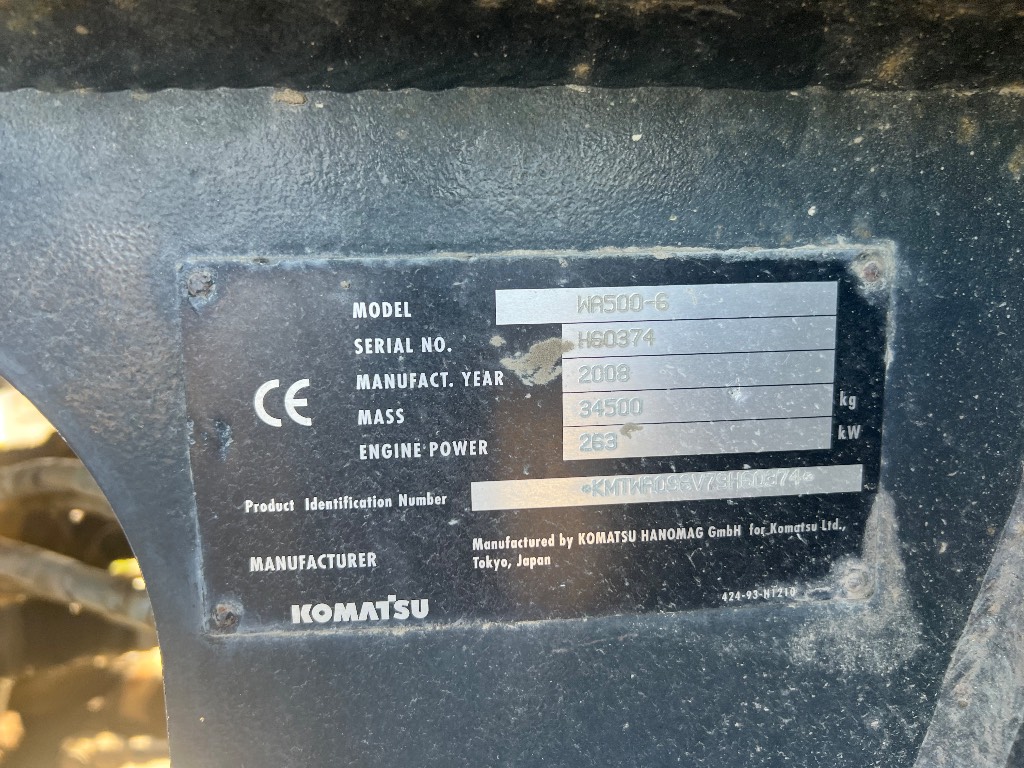 MODEL WA500-6
SERIAL NO. H60374
MANUFACT. YEAR 2008
CE
MASS 34500 kg
ENGINE POWER 263 kW
Product Identification Number
MANUFACTURER Manufactured by KOMATSU HANOMAG GmbH for Komatsu Ltd.,
Tokyo, Japan
KOMATSU 424-93-H1210